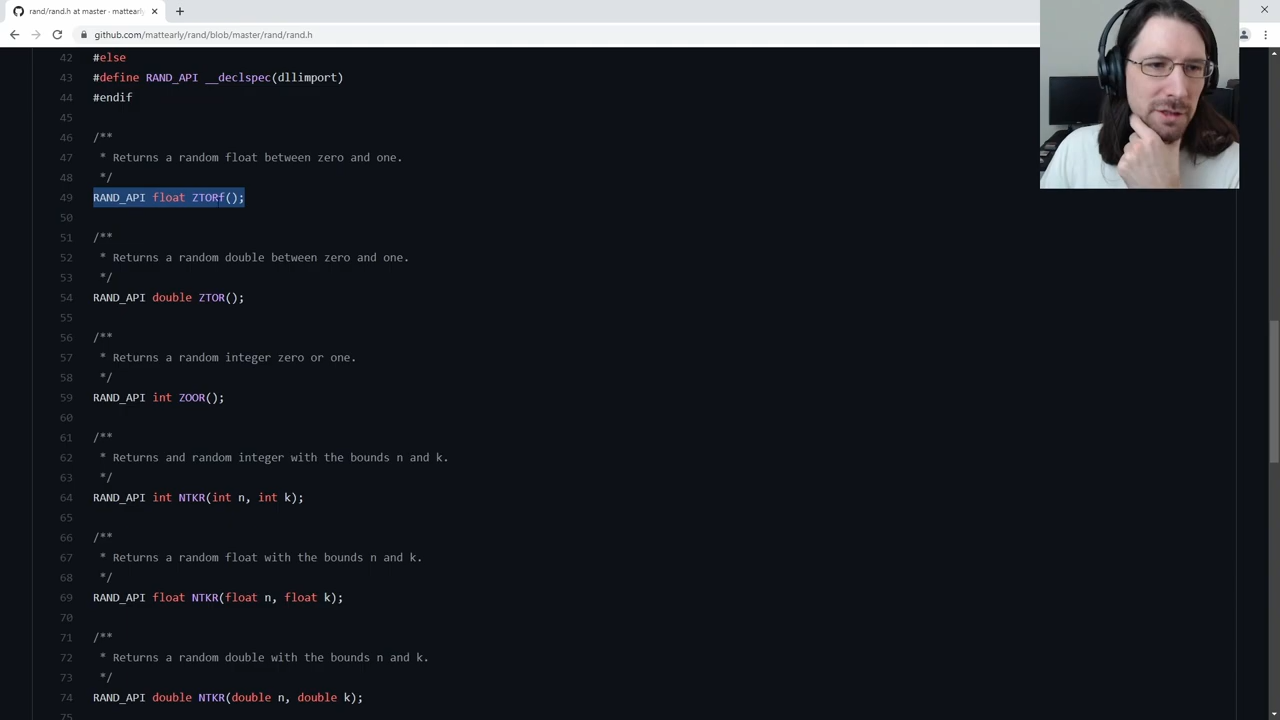 rand/rand.h at master · mattearly
github.com/mattearly/rand/blob/master/rand/rand.h
42 #else
43 #define RAND_API __declspec(dllimport)
44 #endif
45
46 /**
47 * Returns a random float between zero and one.
48 */
49 RAND_API float ZTORf();
50
51 /**
52 * Returns a random double between zero and one.
53 */
54 RAND_API double ZTOR();
55
56 /**
57 * Returns a random integer zero or one.
58 */
59 RAND_API int ZOOR();
60
61 /**
62 * Returns and random integer with the bounds n and k.
63 */
64 RAND_API int NTKR(int n, int k);
65
66 /**
67 * Returns a random float with the bounds n and k.
68 */
69 RAND_API float NTKR(float n, float k);
70
71 /**
72 * Returns a random double with the bounds n and k.
73 */
74 RAND_API double NTKR(double n, double k);
75